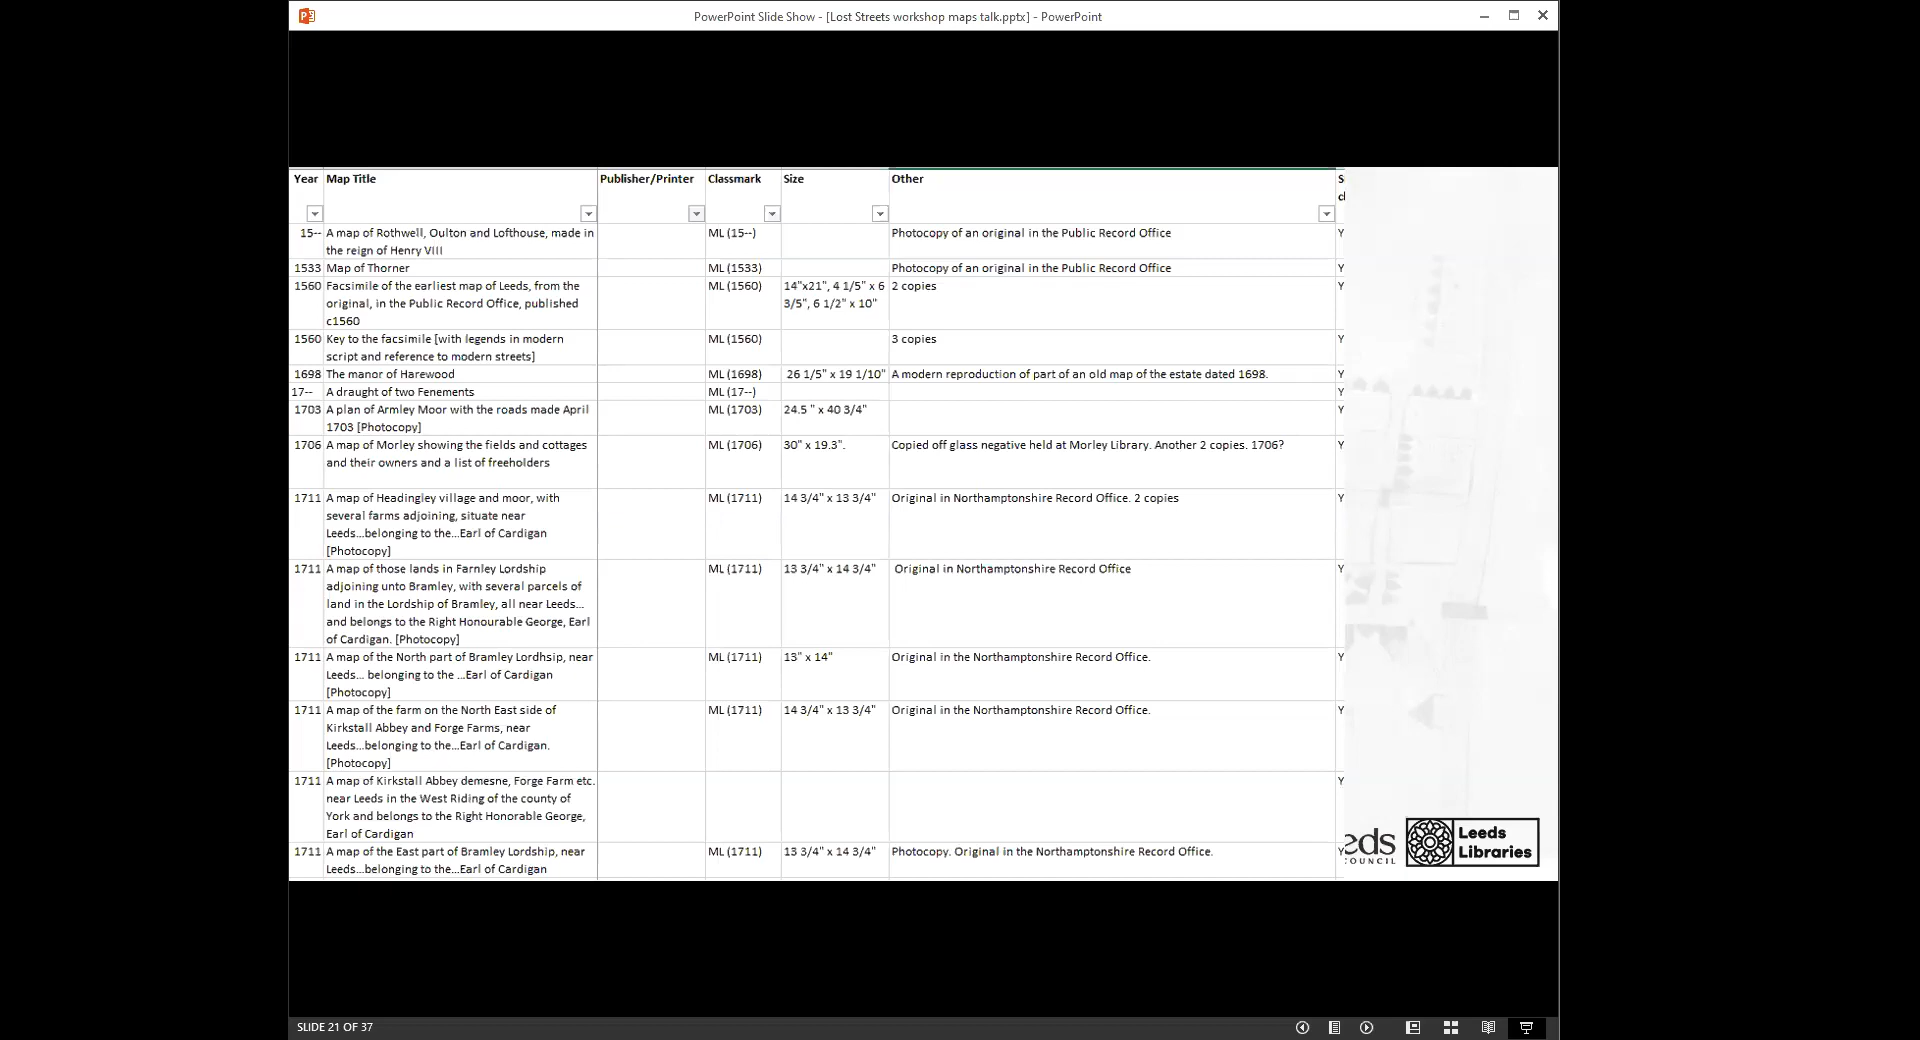 PowerPoint Slide Show - [Lost Streets workshop maps talk.pptx] - PowerPoint
Year Map Title Publisher/Printer Classmark Size Other S
cl
15-- A map of Rothwell, Oulton and Lofthouse, made in ML (15--) Photocopy of an original in the Public Record Office Y
the reign of Henry VIII
1533 Map of Thorner ML (1533) Photocopy of an original in the Public Record Office Y
1560 Facsimile of the earliest map of Leeds, from the ML (1560) 14"x21", 4 1/5" x 6 2 copies Y
original, in the Public Record Office, published 3/5", 6 1/2" x 10"
c1560
1560 Key to the facsimile [with legends in modern ML (1560) 3 copies Y
script and reference to modern streets]
1698 The manor of Harewood ML (1698) 26 1/5" x 19 1/10" A modern reproduction of part of an old map of the estate dated 1698. Y
17-- A draught of two Fenements ML (17--) Y
1703 A plan of Armley Moor with the roads made April ML (1703) 24.5 " x 40 3/4" Y
1703 [Photocopy]
1706 A map of Morley showing the fields and cottages ML (1706) 30" x 19.3". Copied off glass negative held at Morley Library. Another 2 copies. 1706? Y
and their owners and a list of freeholders
1711 A map of Headingley village and moor, with ML (1711) 14 3/4" x 13 3/4" Original in Northamptonshire Record Office. 2 copies Y
several farms adjoining, situate near
Leeds...belonging to the...Earl of Cardigan
[Photocopy]
1711 A map of those lands in Farnley Lordship ML (1711) 13 3/4" x 14 3/4" Original in Northamptonshire Record Office Y
adjoining unto Bramley, with several parcels of
land in the Lordship of Bramley, all near Leeds...
and belongs to the Right Honourable George, Earl
of Cardigan. [Photocopy]
1711 A map of the North part of Bramley Lordhsip, near ML (1711) 13" x 14" Original in the Northamptonshire Record Office. Y
Leeds... belonging to the ...Earl of Cardigan
[Photocopy]
1711 A map of the farm on the North East side of ML (1711) 14 3/4" x 13 3/4" Original in the Northamptonshire Record Office. Y
Kirkstall Abbey and Forge Farms, near
Leeds...belonging to the...Earl of Cardigan.
[Photocopy]
1711 A map of Kirkstall Abbey demesne, Forge Farm etc. Y
near Leeds in the West Riding of the county of
York and belongs to the Right Honorable George,
Earl of Cardigan
1711 A map of the East part of Bramley Lordship, near ML (1711) 13 3/4" x 14 3/4" Photocopy. Original in the Northamptonshire Record Office. Y
Leeds...belonging to the...Earl of Cardigan
eds
COUNCIL
Leeds
Libraries
SLIDE 21 OF 37